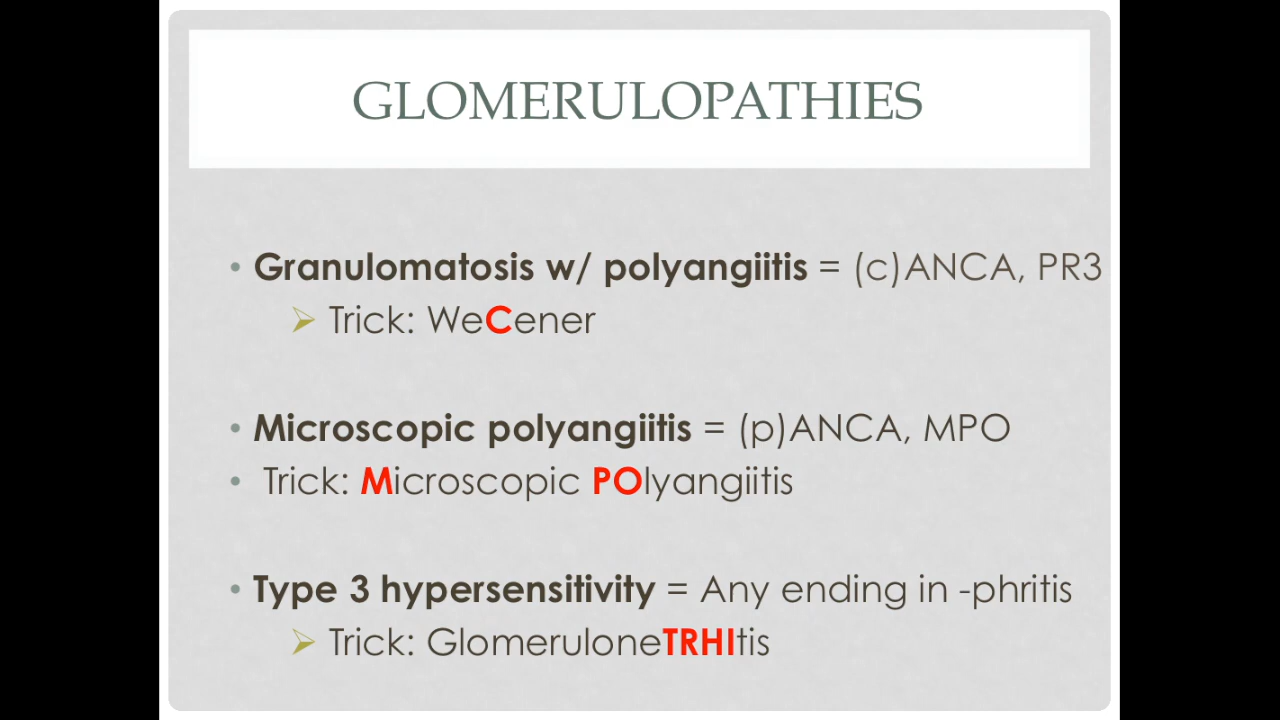 GLOMERULOPATHIES
• Granulomatosis w/ polyangiitis = (c)ANCA, PR3
➢ Trick: WeCener
• Microscopic polyangiitis = (p)ANCA, MPO
• Trick: Microscopic POlyangiitis
• Type 3 hypersensitivity = Any ending in -phritis
➢ Trick: GlomeruloneTRHItis